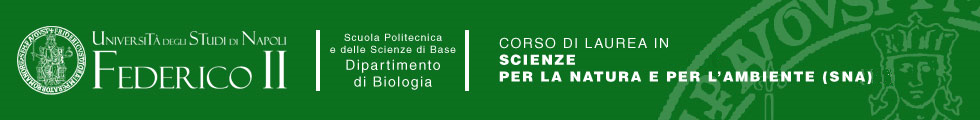 UNIVERSITÀ DEGLI STUDI DI NAPOLI
FEDERICO II
Scuola Politecnica
e delle Scienze di Base
Dipartimento
di Biologia
CORSO DI LAUREA IN
SCIENZE
PER LA NATURA E PER L'AMBIENTE (SNA)